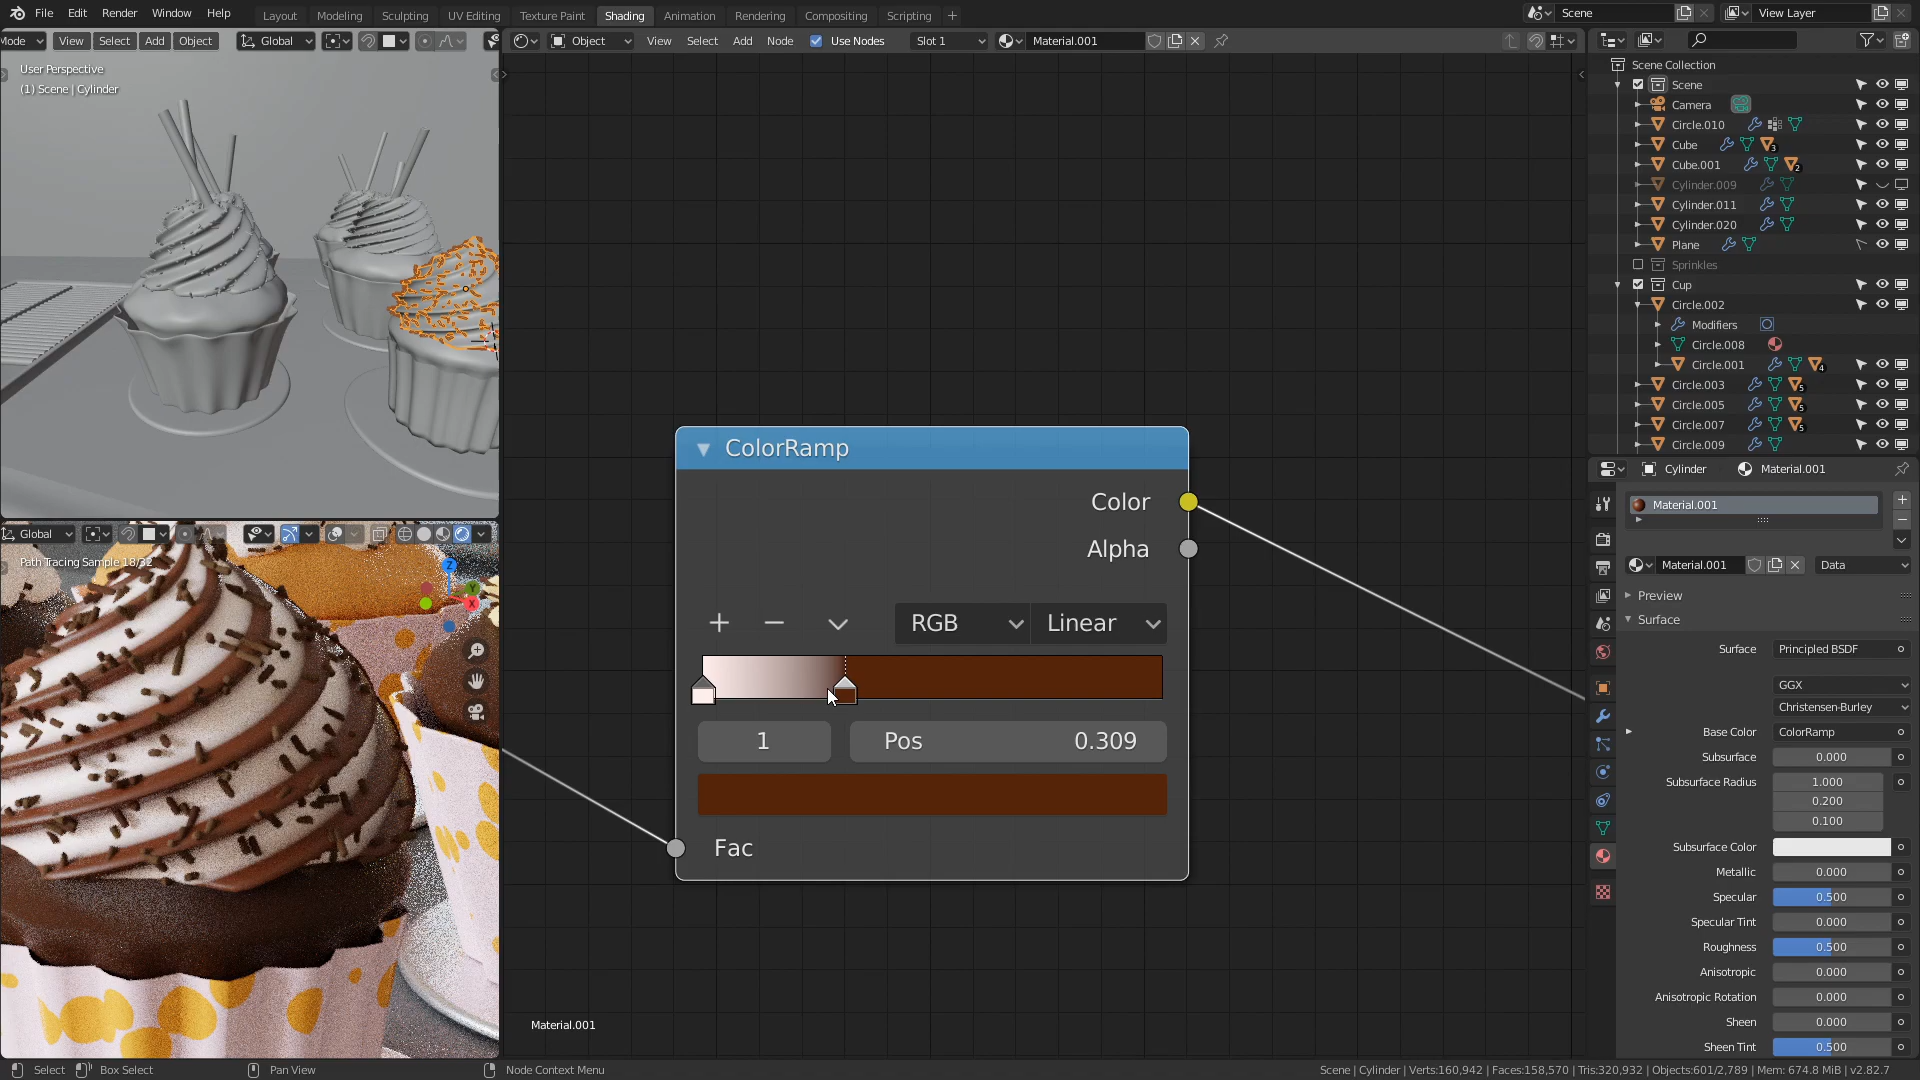 File Edit Render Window Help
Layout Modeling Sculpting UV Editing Texture Paint Shading Animation Rendering Compositing Scripting +
Scene View Layer
Mode View Select Add Object Global
Object View Select Add Node Use Nodes Slot 1 Material.001
User Perspective
(1) Scene | Cylinder
Scene Collection
Scene
Camera
Circle.010
Cube 3
Cube.001 2
Cylinder.009
Cylinder.011
Cylinder.020
Plane
Sprinkles
Cup
Circle.002
Modifiers
Circle.008
Circle.001 4
Circle.003 5
Circle.005 5
Circle.007 5
Circle.009
Global
Path Tracing Sample 18/32
Z
Y
X
ColorRamp
Color
Alpha
+ − RGB Linear
1 Pos 0.309
Fac
Material.001
Cylinder Material.001
Material.001
Material.001 Data
Preview
Surface
Surface Principled BSDF
GGX
Christensen-Burley
Base Color ColorRamp
Subsurface 0.000
Subsurface Radius 1.000
0.200
0.100
Subsurface Color
Metallic 0.000
Specular 0.500
Specular Tint 0.000
Roughness 0.500
Anisotropic 0.000
Anisotropic Rotation 0.000
Sheen 0.000
Sheen Tint 0.500
Select Box Select Pan View Node Context Menu
Scene | Cylinder | Verts:160,942 | Faces:158,570 | Tris:320,932 | Objects:601/2,789 | Mem: 674.8 MiB | v2.82.7